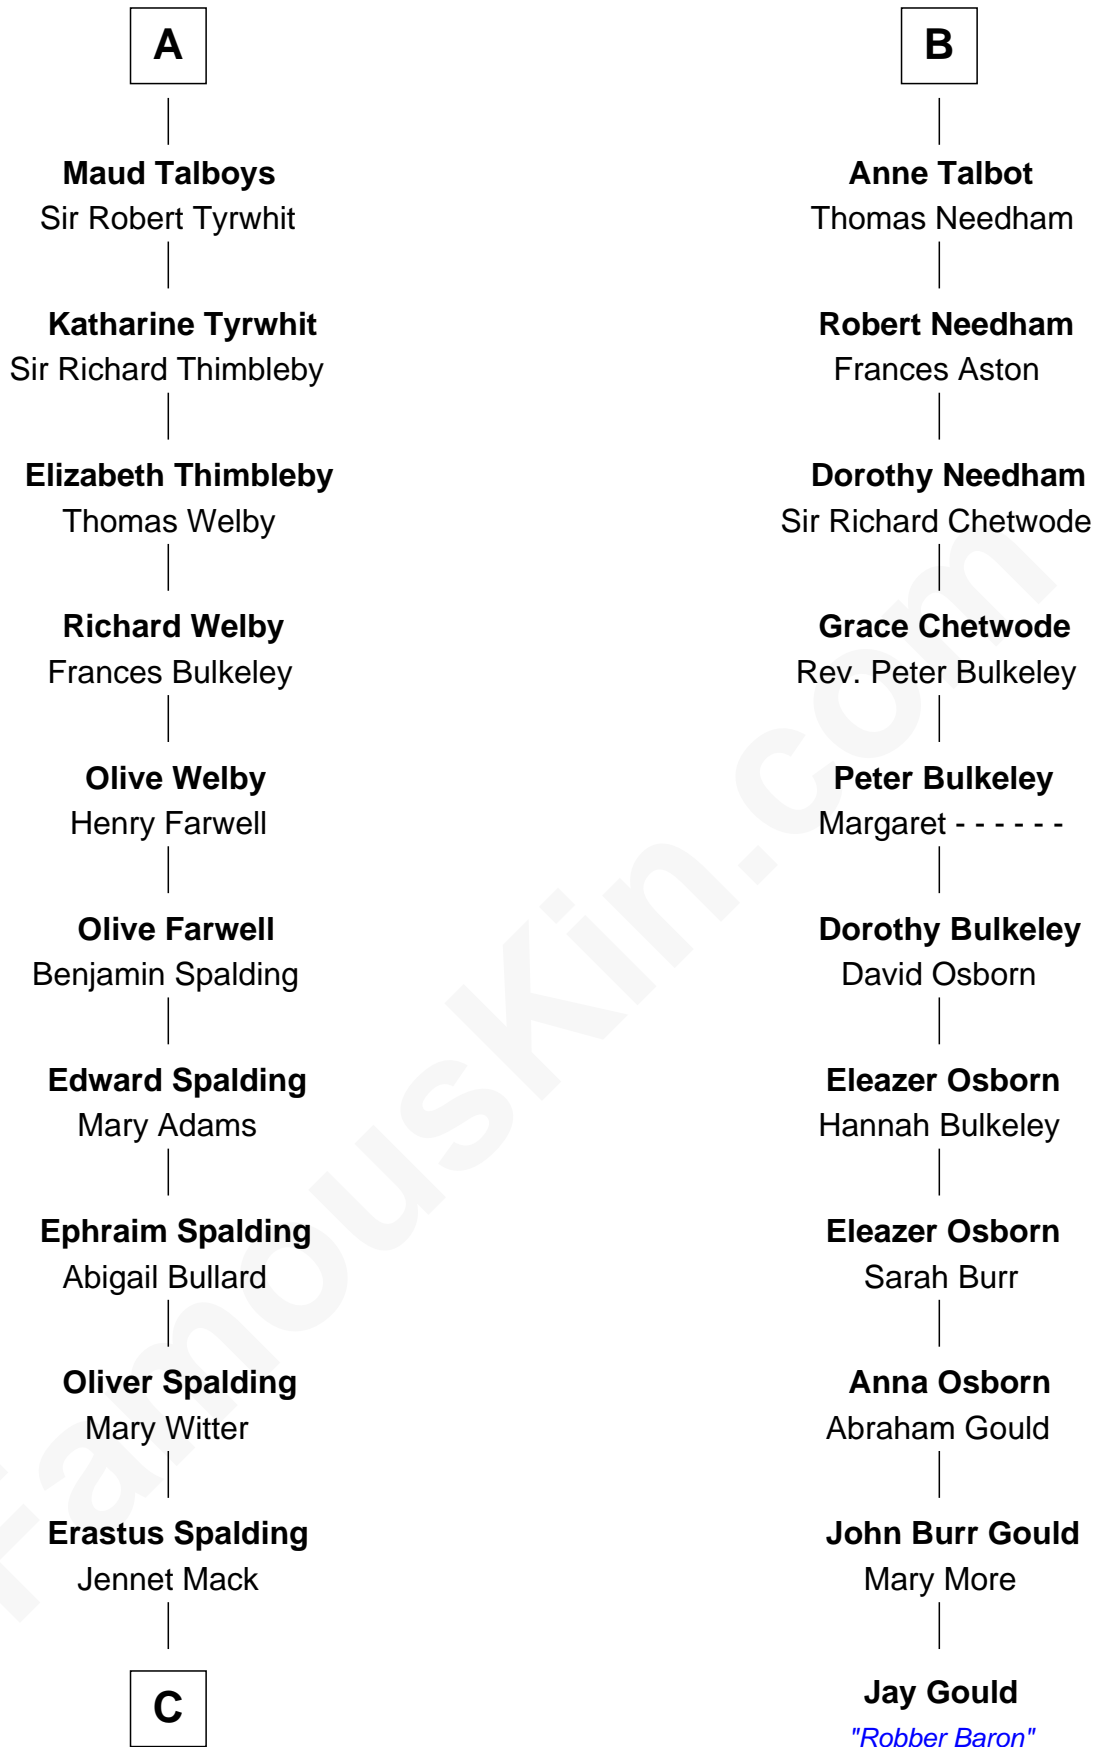 A
Maud Talboys
Sir Robert Tyrwhit
Katharine Tyrwhit
Sir Richard Thimbleby
Elizabeth Thimbleby
Thomas Welby
Richard Welby
Frances Bulkeley
Olive Welby
Henry Farwell
Olive Farwell
Benjamin Spalding
Edward Spalding
Mary Adams
Ephraim Spalding
Abigail Bullard
Oliver Spalding
Mary Witter
Erastus Spalding
Jennet Mack
C
B
Anne Talbot
Thomas Needham
Robert Needham
Frances Aston
Dorothy Needham
Sir Richard Chetwode
Grace Chetwode
Rev. Peter Bulkeley
Peter Bulkeley
Margaret - - - - - -
Dorothy Bulkeley
David Osborn
Eleazer Osborn
Hannah Bulkeley
Eleazer Osborn
Sarah Burr
Anna Osborn
Abraham Gould
John Burr Gould
Mary More
Jay Gould
"Robber Baron"
FamousKin.com